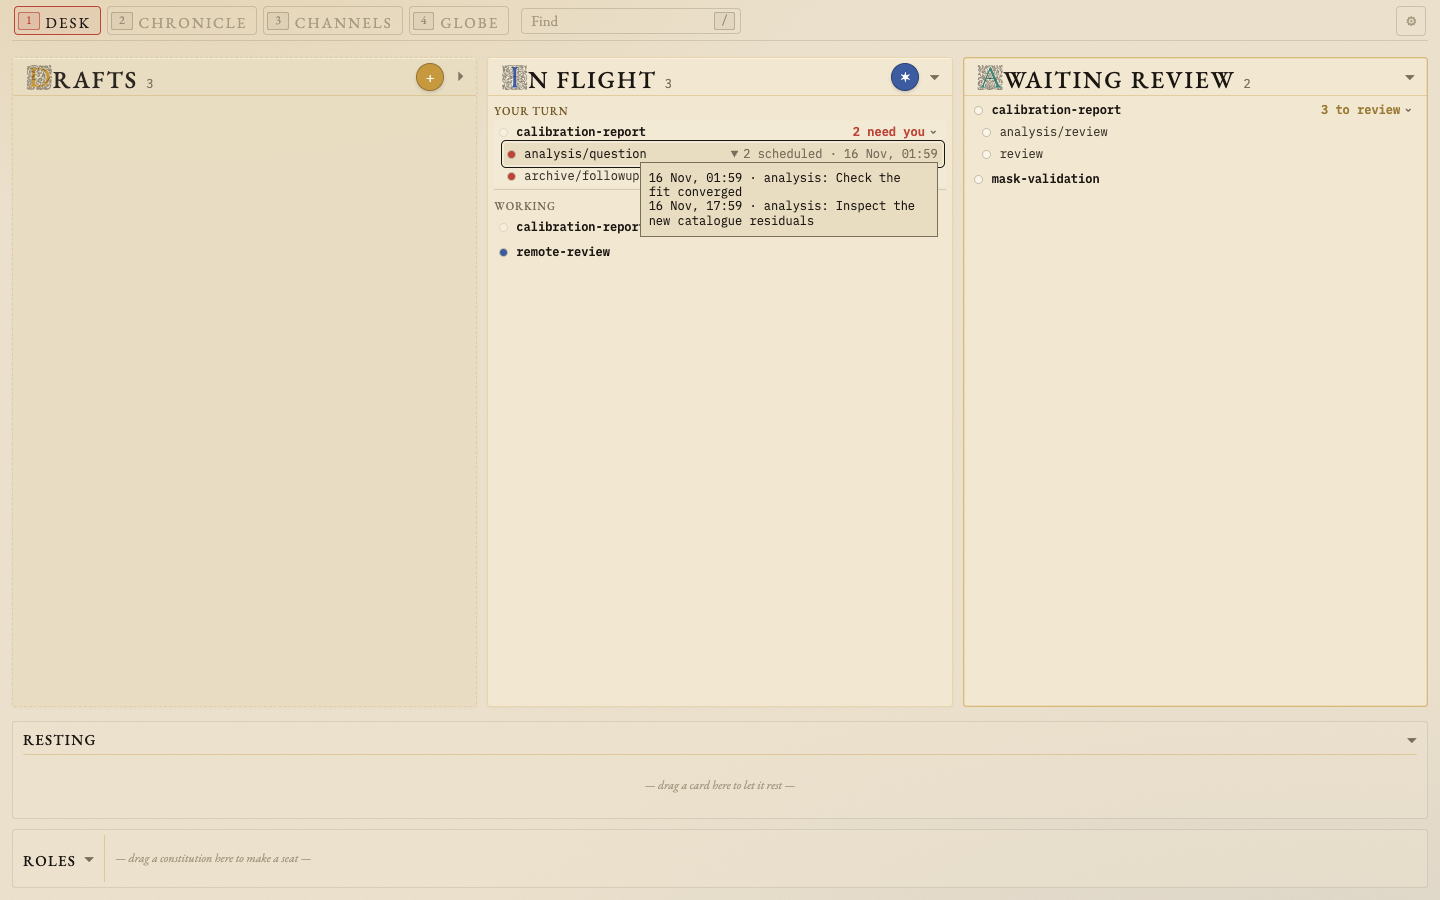 1 DESK 2 CHRONICLE 3 CHANNELS 4 GLOBE Find /
DRAFTS 3
+
IN FLIGHT 3
YOUR TURN
calibration-report 2 need you
analysis/question ▼ 2 scheduled · 16 Nov, 01:59
archive/followup
16 Nov, 01:59 · analysis: Check the
fit converged
16 Nov, 17:59 · analysis: Inspect the
new catalogue residuals
WORKING
calibration-repor
remote-review
AWAITING REVIEW 2
calibration-report 3 to review
analysis/review
review
mask-validation
RESTING
— drag a card here to let it rest —
ROLES
— drag a constitution here to make a seat —